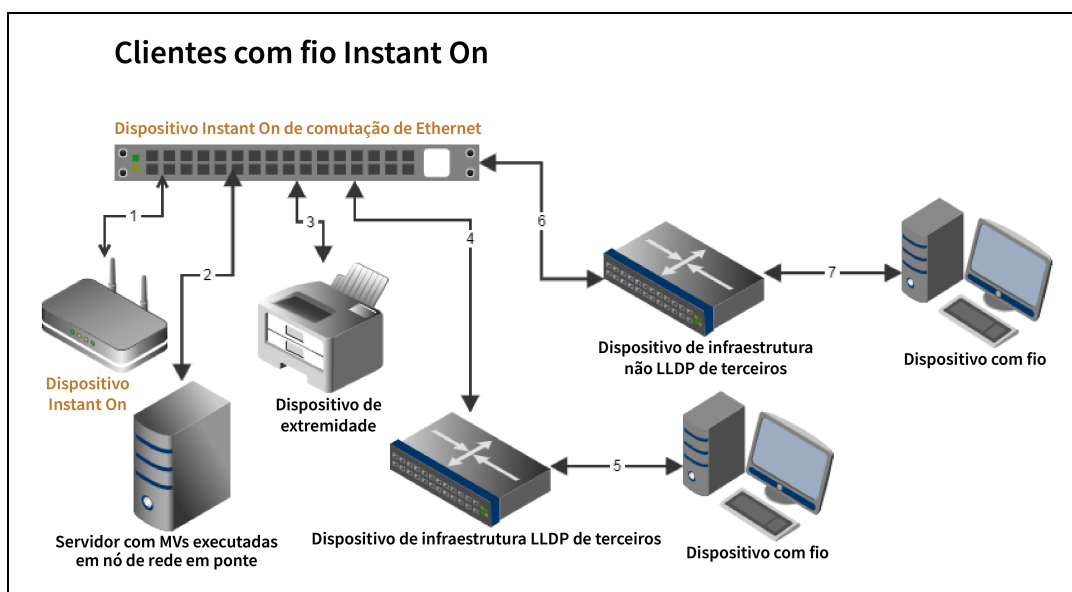 Clientes com fio Instant On
Dispositivo Instant On de comutação de Ethernet
1
2
3
4
6
7
Dispositivo
Instant On
Dispositivo de
extremidade
Dispositivo de infraestrutura
não LLDP de terceiros
Dispositivo com fio
5
Servidor com MVs executadas
em nó de rede em ponte
Dispositivo de infraestrutura LLDP de terceiros
Dispositivo com fio